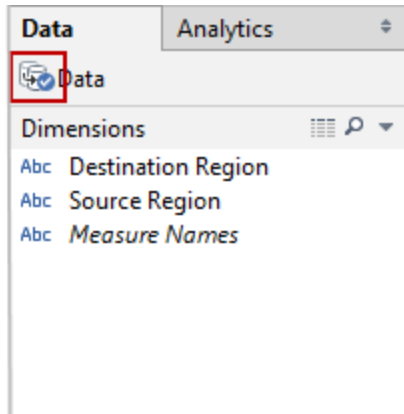 Data Analytics
Data
Dimensions
Abc Destination Region
Abc Source Region
Abc Measure Names